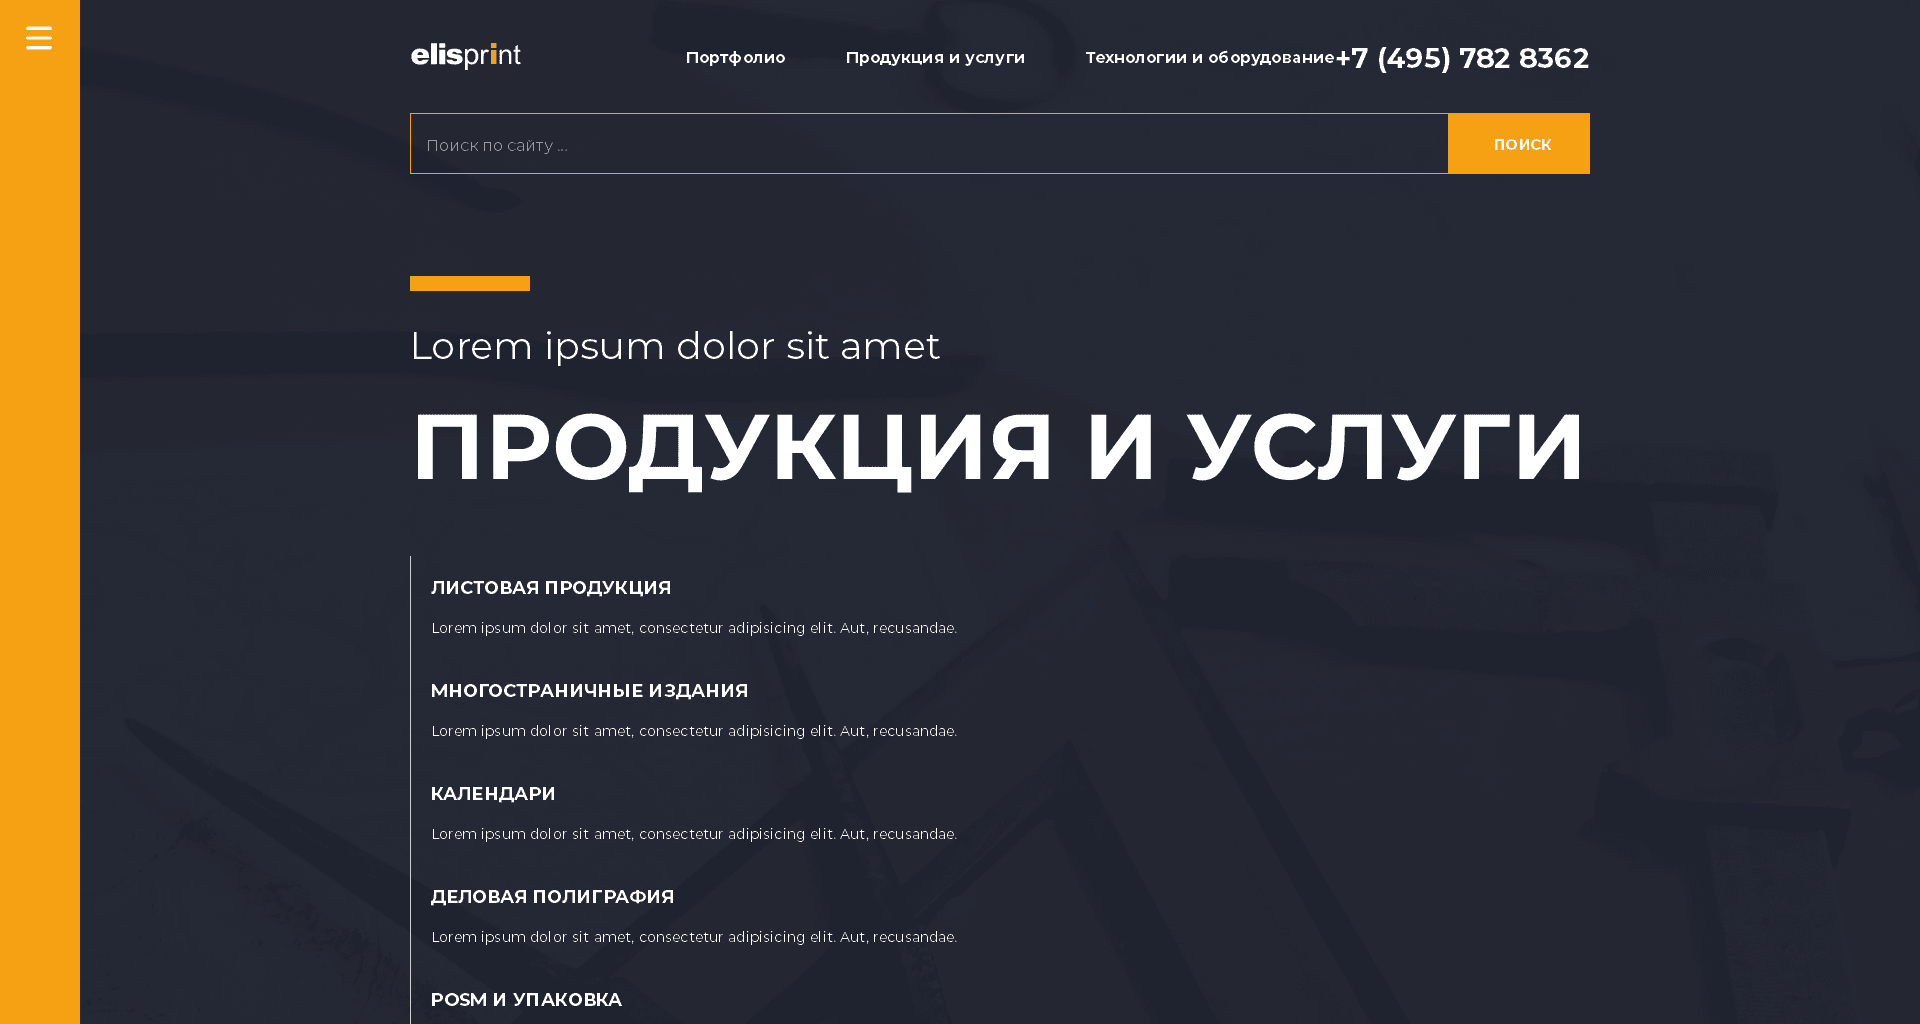 elisprint
Портфолио
Продукция и услуги
Технологии и оборудование
+7 (495) 782 8362
Поиск по сайту ...
ПОИСК
Lorem ipsum dolor sit amet
ПРОДУКЦИЯ И УСЛУГИ
ЛИСТОВАЯ ПРОДУКЦИЯ
Lorem ipsum dolor sit amet, consectetur adipisicing elit. Aut, recusandae.
МНОГОСТРАНИЧНЫЕ ИЗДАНИЯ
Lorem ipsum dolor sit amet, consectetur adipisicing elit. Aut, recusandae.
КАЛЕНДАРИ
Lorem ipsum dolor sit amet, consectetur adipisicing elit. Aut, recusandae.
ДЕЛОВАЯ ПОЛИГРАФИЯ
Lorem ipsum dolor sit amet, consectetur adipisicing elit. Aut, recusandae.
POSM И УПАКОВКА